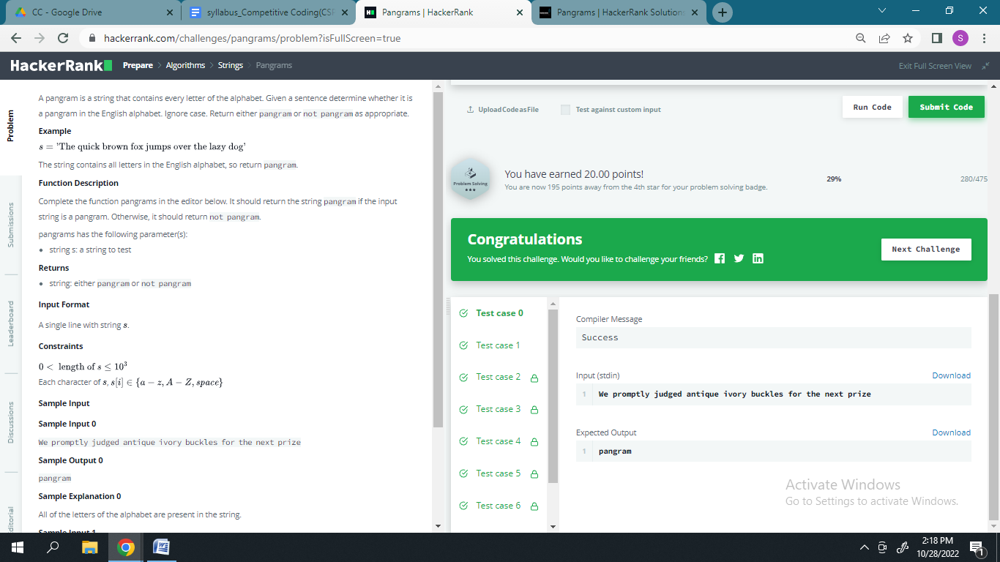 CC - Google Drive
syllabus_Competitive Coding(CSF
Pangrams | HackerRank
Pangrams | HackerRank Solutions
hackerrank.com/challenges/pangrams/problem?isFullScreen=true
S
HackerRank
Prepare > Algorithms > Strings > Pangrams
Exit Full Screen View
Problem
Submissions
Leaderboard
Discussions
ditorial
A pangram is a string that contains every letter of the alphabet. Given a sentence determine whether it is
a pangram in the English alphabet. Ignore case. Return either pangram or not pangram as appropriate.
Example
s = 'The quick brown fox jumps over the lazy dog'
The string contains all letters in the English alphabet, so return pangram.
Function Description
Complete the function pangrams in the editor below. It should return the string pangram if the input
string is a pangram. Otherwise, it should return not pangram.
pangrams has the following parameter(s):
• string s: a string to test
Returns
• string: either pangram or not pangram
Input Format
A single line with string s.
Constraints
0 < length of s ≤ 10³
Each character of s, s[i] ∈ {a − z, A − Z, space}
Sample Input
Sample Input 0
We promptly judged antique ivory buckles for the next prize
Sample Output 0
pangram
Sample Explanation 0
All of the letters of the alphabet are present in the string.
Sample Input 1
Upload Code as File
Test against custom input
Run Code
Submit Code
Problem Solving
You have earned 20.00 points!
You are now 195 points away from the 4th star for your problem solving badge.
29%
280/475
Congratulations
You solved this challenge. Would you like to challenge your friends?
Next Challenge
Test case 0
Test case 1
Test case 2
Test case 3
Test case 4
Test case 5
Test case 6
Compiler Message
Success
Input (stdin)
Download
1 We promptly judged antique ivory buckles for the next prize
Expected Output
Download
1 pangram
Activate Windows
Go to Settings to activate Windows.
2:18 PM
10/28/2022
1